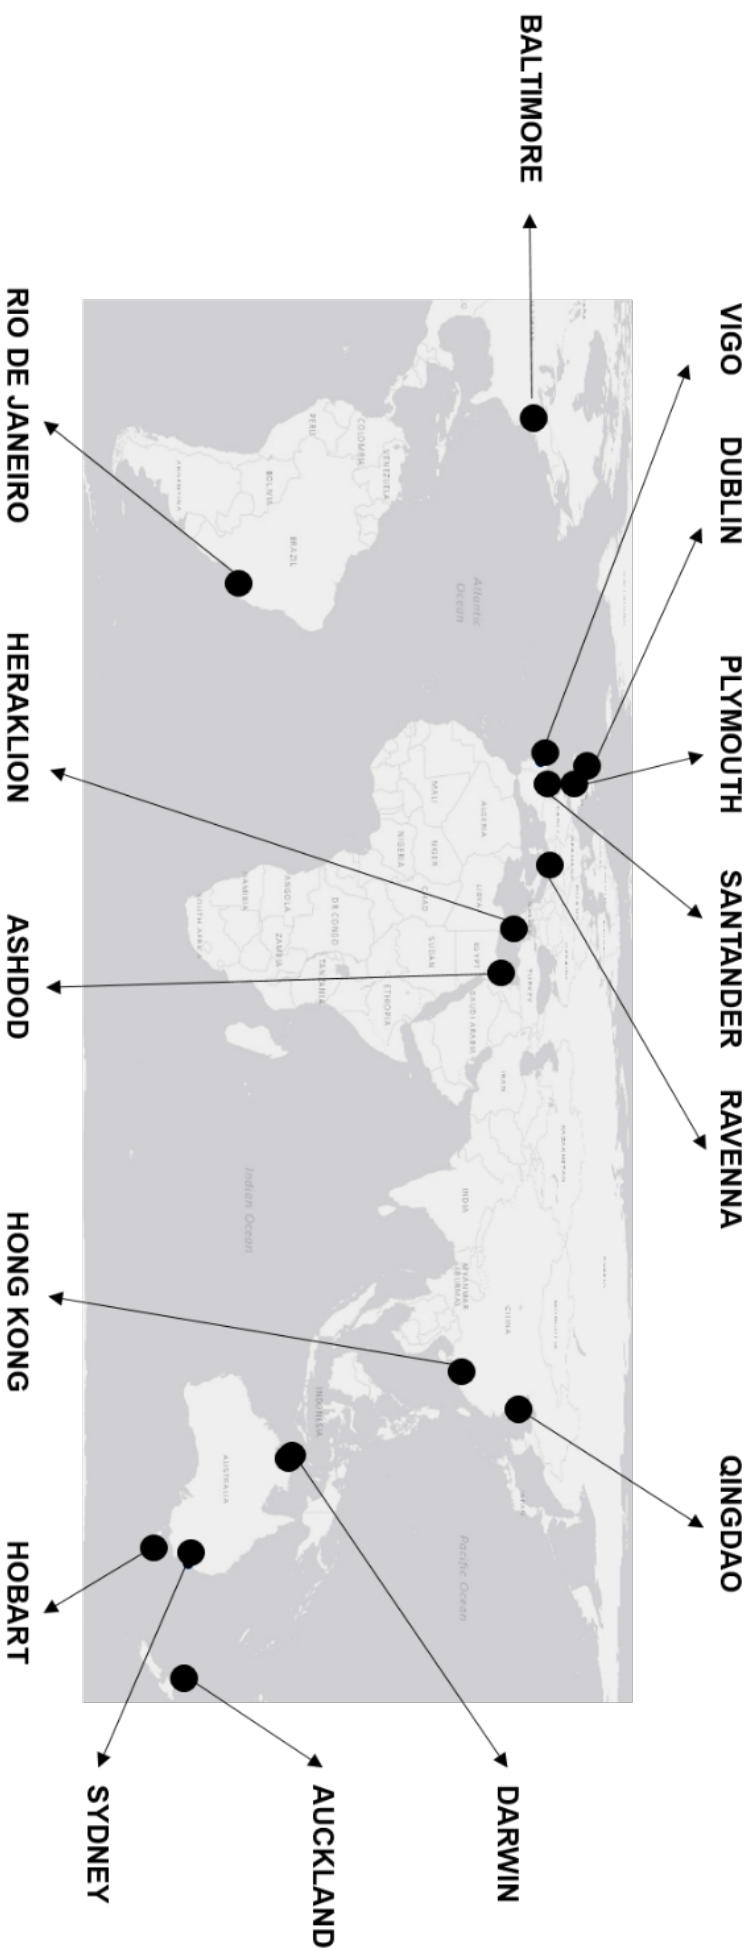 VIGO
DUBLIN
PLYMOUTH
SANTANDER
RAVENNA
QINGDAO
BALTIMORE
DARWIN
AUCKLAND
SYDNEY
RIO DE JANEIRO
HERAKLION
ASHDOD
HONG KONG
HOBART
Atlantic
Ocean
Indian Ocean
Pacific Ocean
VENEZUELA
COLOMBIA
PERU
BRAZIL
BOLIVIA
ARGENTINA
ALGERIA
LIBYA
EGYPT
MALI
NIGER
CHAD
SUDAN
NIGERIA
ETHIOPIA
DR CONGO
TANZANIA
ANGOLA
ZAMBIA
NAMIBIA
SOUTH AFRICA
TURKEY
SAUDI ARABIA
IRAN
KAZAKHSTAN
INDIA
CHINA
MYANMAR
(BURMA)
INDONESIA
AUSTRALIA